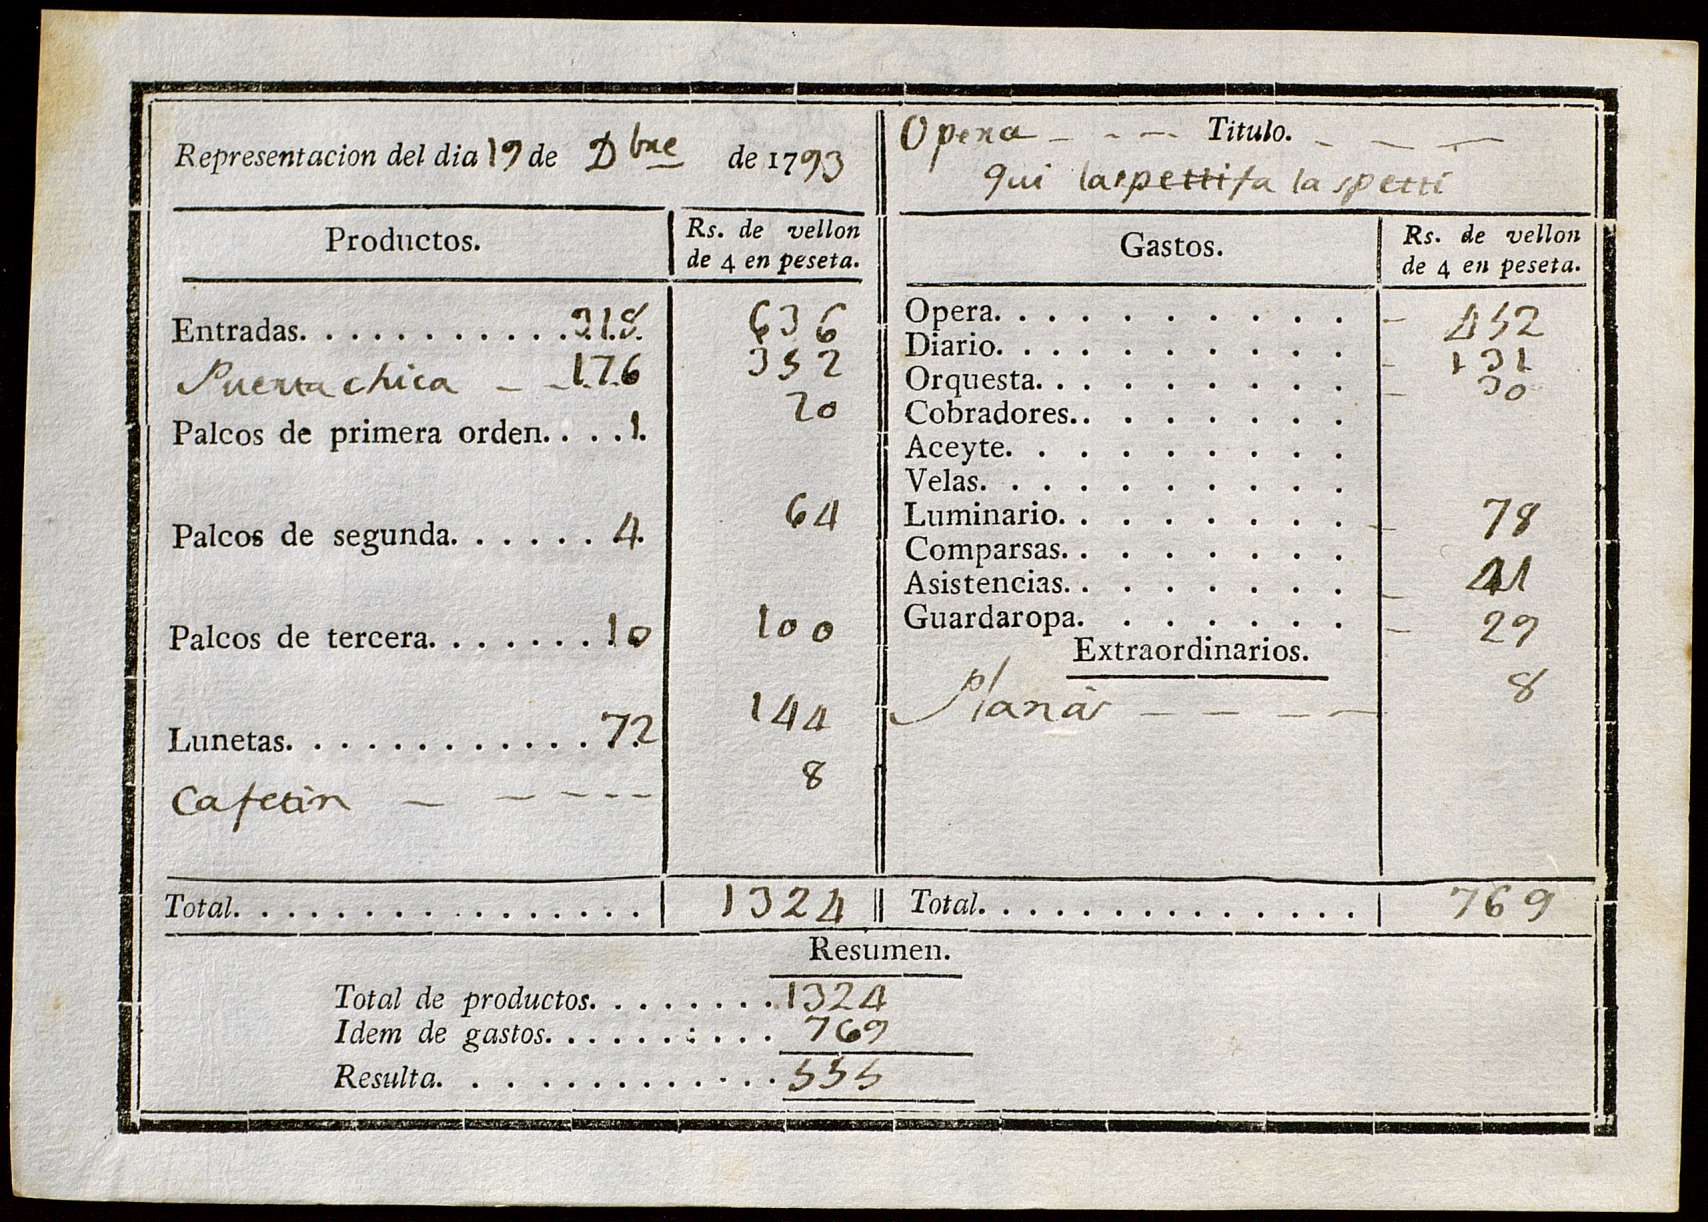 Representacion del dia 19 de Dbre de 1793
Productos. Rs. de vellon de 4 en peseta.
Entradas. . . . . . . . . . . 318. 636
Puerta chica - - 176 352
Palcos de primera orden. . . . 1. 20
Palcos de segunda. . . . . . 4. 64
Palcos de tercera. . . . . . . 10 100
Lunetas. . . . . . . . . . . . . 72 144
Cafetin - - - - - 8
Total. . . . . . . . . . . . . . . . 1324
Opera - - - Titulo. - - -
qui laspettifa laspetti
Gastos. Rs. de vellon de 4 en peseta.
Opera. . . . . . . . . . . - 452
Diario. . . . . . . . . . . - 131
Orquesta. . . . . . . . . - 30
Cobradores. . . . . . . .
Aceyte. . . . . . . . . .
Velas. . . . . . . . . . .
Luminario. . . . . . . . - 78
Comparsas. . . . . . . .
Asistencias. . . . . . . - 41
Guardaropa. . . . . . . - 29
Extraordinarios.
Planas - - - - 8
Total. . . . . . . . . . . . . . . 769
Resumen.
Total de productos. . . . . . . . 1324
Idem de gastos. . . . . . : . . . 769
Resulta. . . . . . . . . . . . . . 555